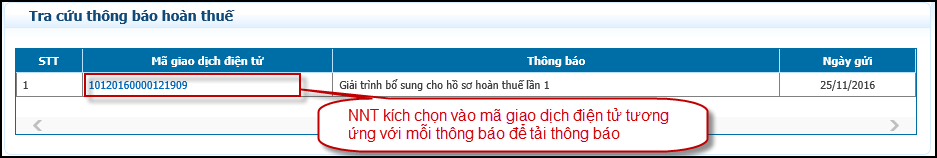 Tra cứu thông báo hoàn thuế
STT Mã giao dịch điện tử Thông báo Ngày gửi
1 10120160000121909 Giải trình bổ sung cho hồ sơ hoàn thuế lần 1 25/11/2016
NNT kích chọn vào mã giao dịch điện tử tương
ứng với mỗi thông báo để tải thông báo